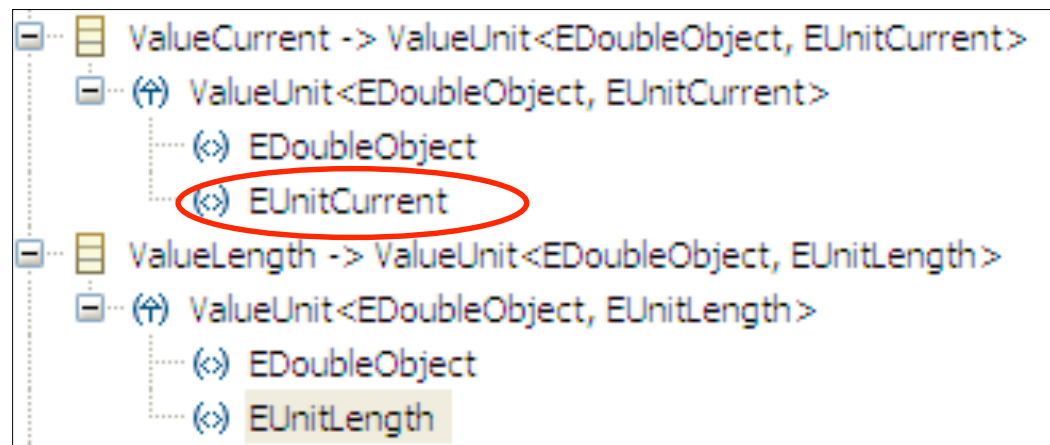 ValueCurrent -> ValueUnit<EDoubleObject, EUnitCurrent>
ValueUnit<EDoubleObject, EUnitCurrent>
EDoubleObject
EUnitCurrent
ValueLength -> ValueUnit<EDoubleObject, EUnitLength>
ValueUnit<EDoubleObject, EUnitLength>
EDoubleObject
EUnitLength